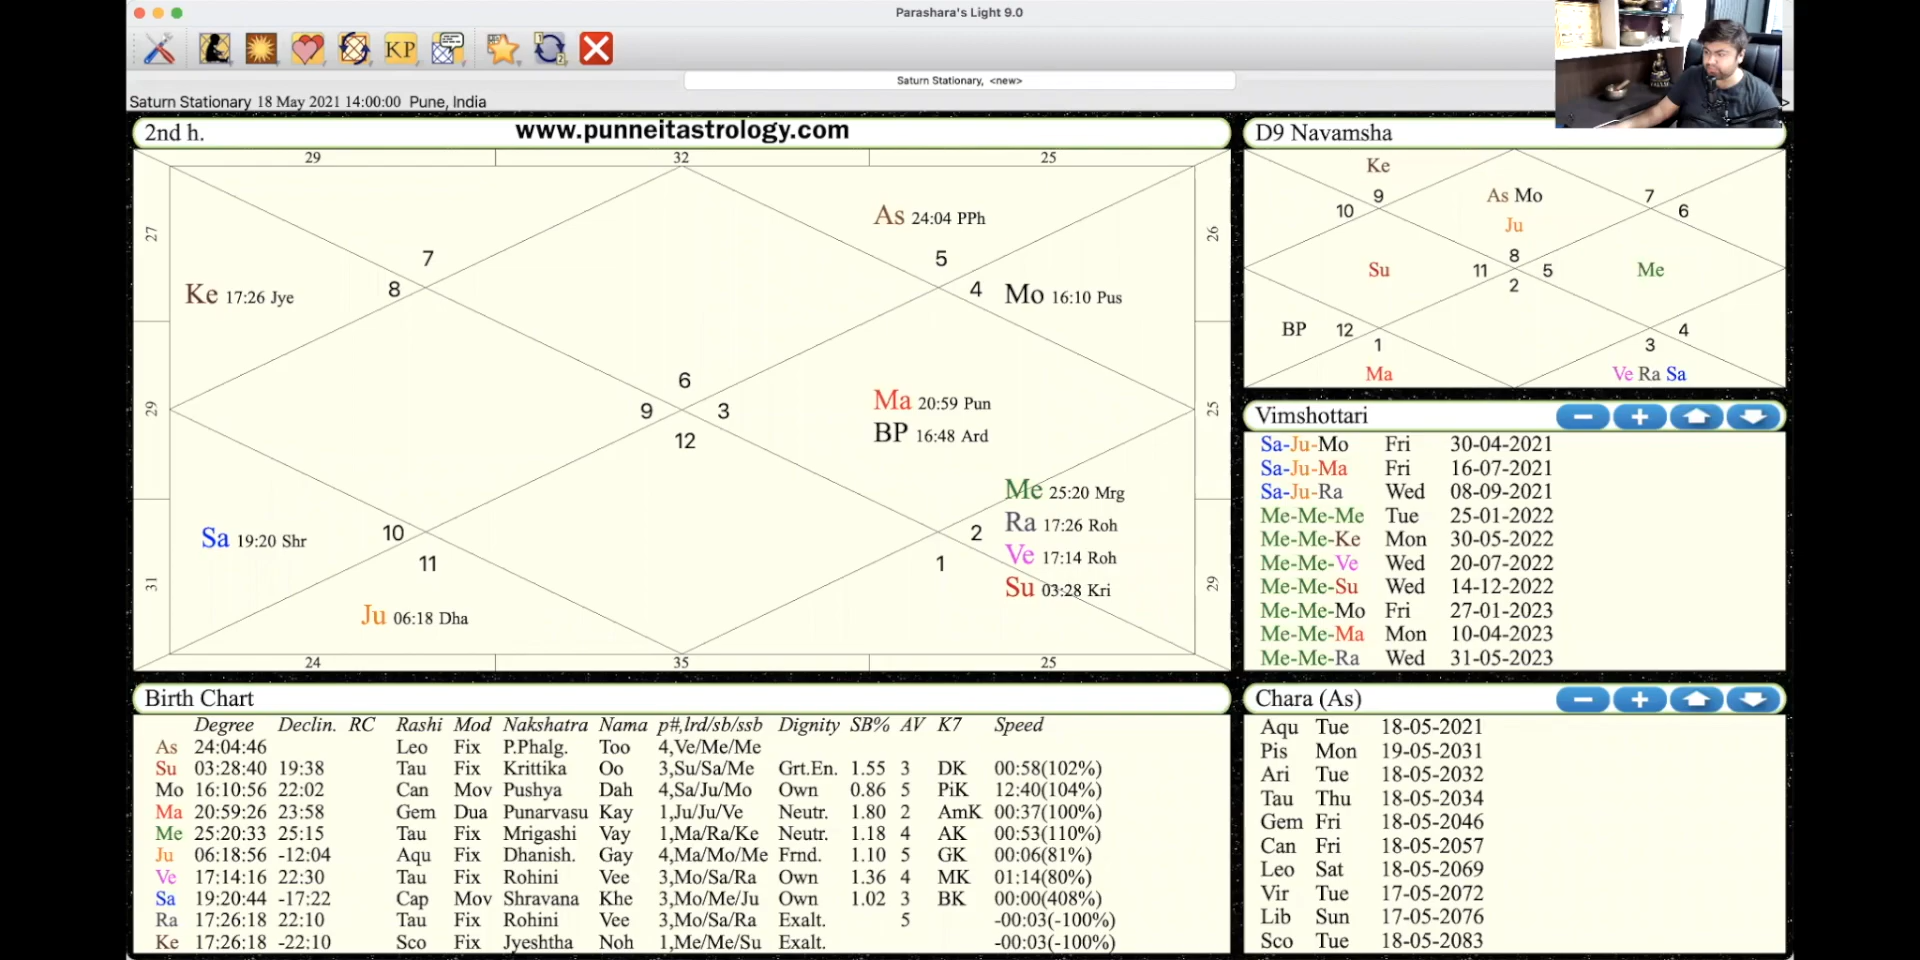 Parashara's Light 9.0
KP
Saturn Stationary, <new>
Saturn Stationary 18 May 2021 14:00:00 Pune, India
2nd h.
www.punneitastrology.com
29 32 25
27
26
As 24:04 PPh
7
5
Ke 17:26 Jye
8
4
Mo 16:10 Pus
29
25
6
9 3
12
Ma 20:59 Pun
BP 16:48 Ard
Me 25:20 Mrg
Ra 17:26 Roh
Ve 17:14 Roh
Su 03:28 Kri
Sa 19:20 Shr
10
2
11
1
31
29
Ju 06:18 Dha
24 35 25
D9 Navamsha
Ke
9
10
As Mo
Ju
7
6
8
Su
11
5
Me
2
BP
12
4
1
3
Ma
Ve Ra Sa
Vimshottari
Sa-Ju-Mo Fri 30-04-2021
Sa-Ju-Ma Fri 16-07-2021
Sa-Ju-Ra Wed 08-09-2021
Me-Me-Me Tue 25-01-2022
Me-Me-Ke Mon 30-05-2022
Me-Me-Ve Wed 20-07-2022
Me-Me-Su Wed 14-12-2022
Me-Me-Mo Fri 27-01-2023
Me-Me-Ma Mon 10-04-2023
Me-Me-Ra Wed 31-05-2023
Birth Chart
Degree Declin. RC Rashi Mod Nakshatra Nama p#,lrd/sb/ssb Dignity SB% AV K7 Speed
As 24:04:46 Leo Fix P.Phalg. Too 4,Ve/Me/Me
Su 03:28:40 19:38 Tau Fix Krittika Oo 3,Su/Sa/Me Grt.En. 1.55 3 DK 00:58(102%)
Mo 16:10:56 22:02 Can Mov Pushya Dah 4,Sa/Ju/Mo Own 0.86 5 PiK 12:40(104%)
Ma 20:59:26 23:58 Gem Dua Punarvasu Kay 1,Ju/Ju/Ve Neutr. 1.80 2 AmK 00:37(100%)
Me 25:20:33 25:15 Tau Fix Mrigashi Vay 1,Ma/Ra/Ke Neutr. 1.18 4 AK 00:53(110%)
Ju 06:18:56 -12:04 Aqu Fix Dhanish. Gay 4,Ma/Mo/Me Frnd. 1.10 5 GK 00:06(81%)
Ve 17:14:16 22:30 Tau Fix Rohini Vee 3,Mo/Sa/Ra Own 1.36 4 MK 01:14(80%)
Sa 19:20:44 -17:22 Cap Mov Shravana Khe 3,Mo/Me/Ju Own 1.02 3 BK 00:00(408%)
Ra 17:26:18 22:10 Tau Fix Rohini Vee 3,Mo/Sa/Ra Exalt. 5 -00:03(-100%)
Ke 17:26:18 -22:10 Sco Fix Jyeshtha Noh 1,Me/Me/Su Exalt. -00:03(-100%)
Chara (As)
Aqu Tue 18-05-2021
Pis Mon 19-05-2031
Ari Tue 18-05-2032
Tau Thu 18-05-2034
Gem Fri 18-05-2046
Can Fri 18-05-2057
Leo Sat 18-05-2069
Vir Tue 17-05-2072
Lib Sun 17-05-2076
Sco Tue 18-05-2083